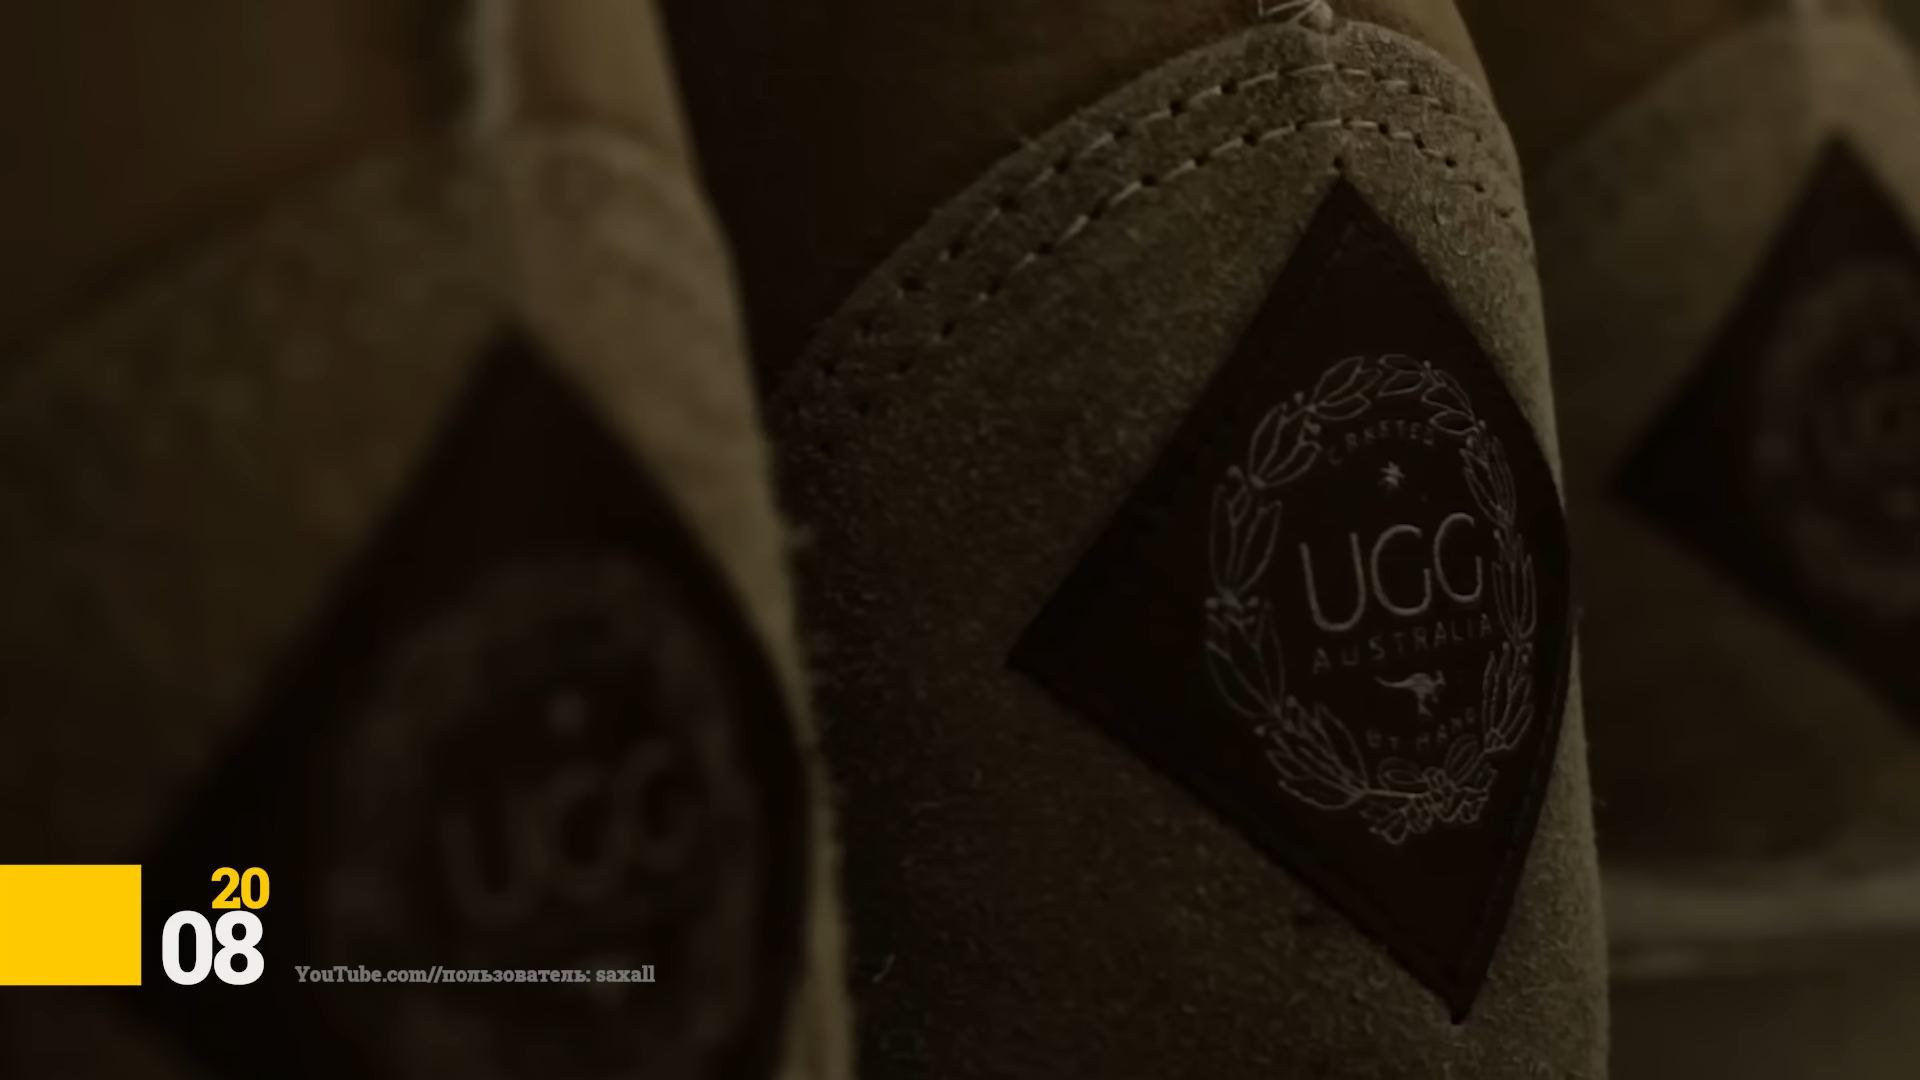 CRAFTED
UGG
AUSTRALIA
BY HAND
UGG
20
08
YouTube.com//пользователь: saxall